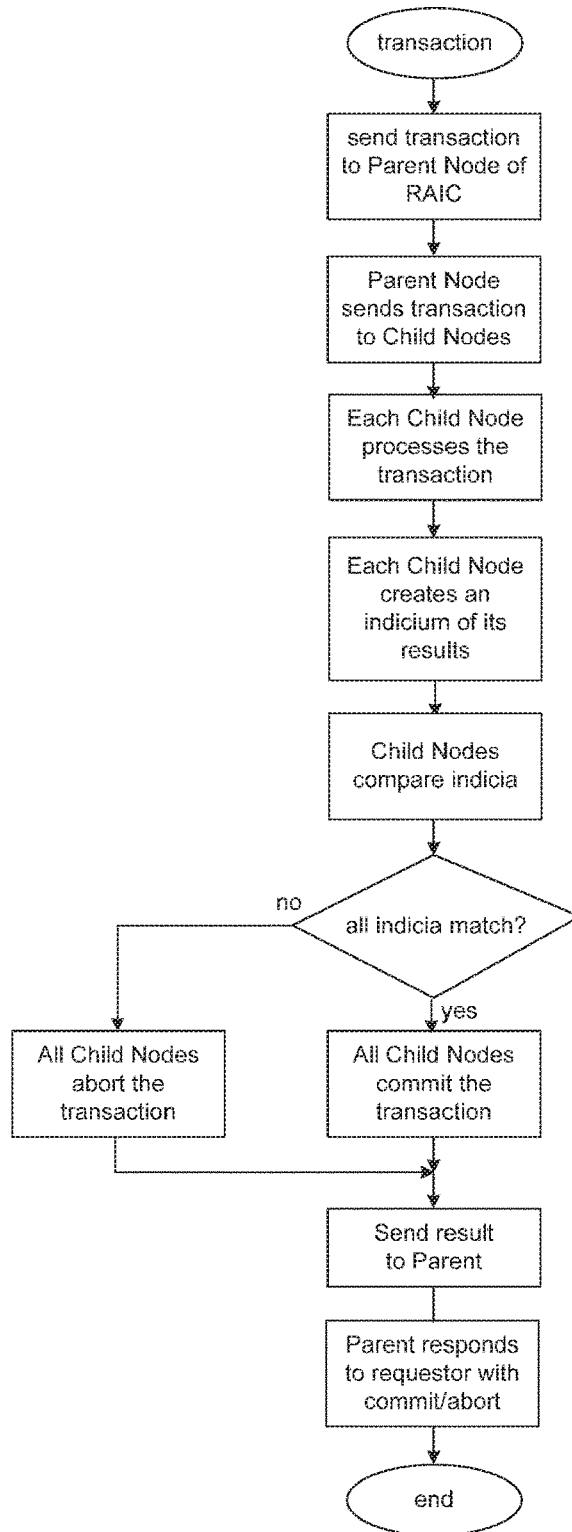 transaction
send transaction
to Parent Node of
RAIC
Parent Node
sends transaction
to Child Nodes
Each Child Node
processes the
transaction
Each Child Node
creates an
indicium of its
results
Child Nodes
compare indicia
no
all indicia match?
yes
All Child Nodes
abort the
transaction
All Child Nodes
commit the
transaction
Send result
to Parent
Parent responds
to requestor with
commit/abort
end